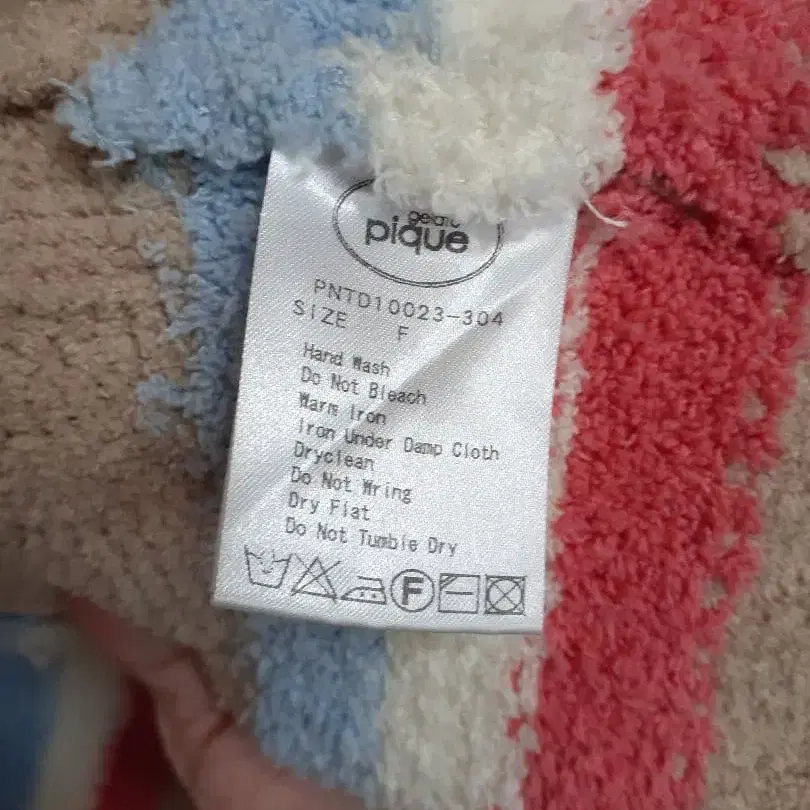 gelato
pique
PNTD10023-304
SIZE F
Hand Wash
Do Not Bleach
Warm Iron
Iron Under Damp Cloth
Dryclean
Do Not Wring
Dry Flat
Do Not Tumble Dry
F